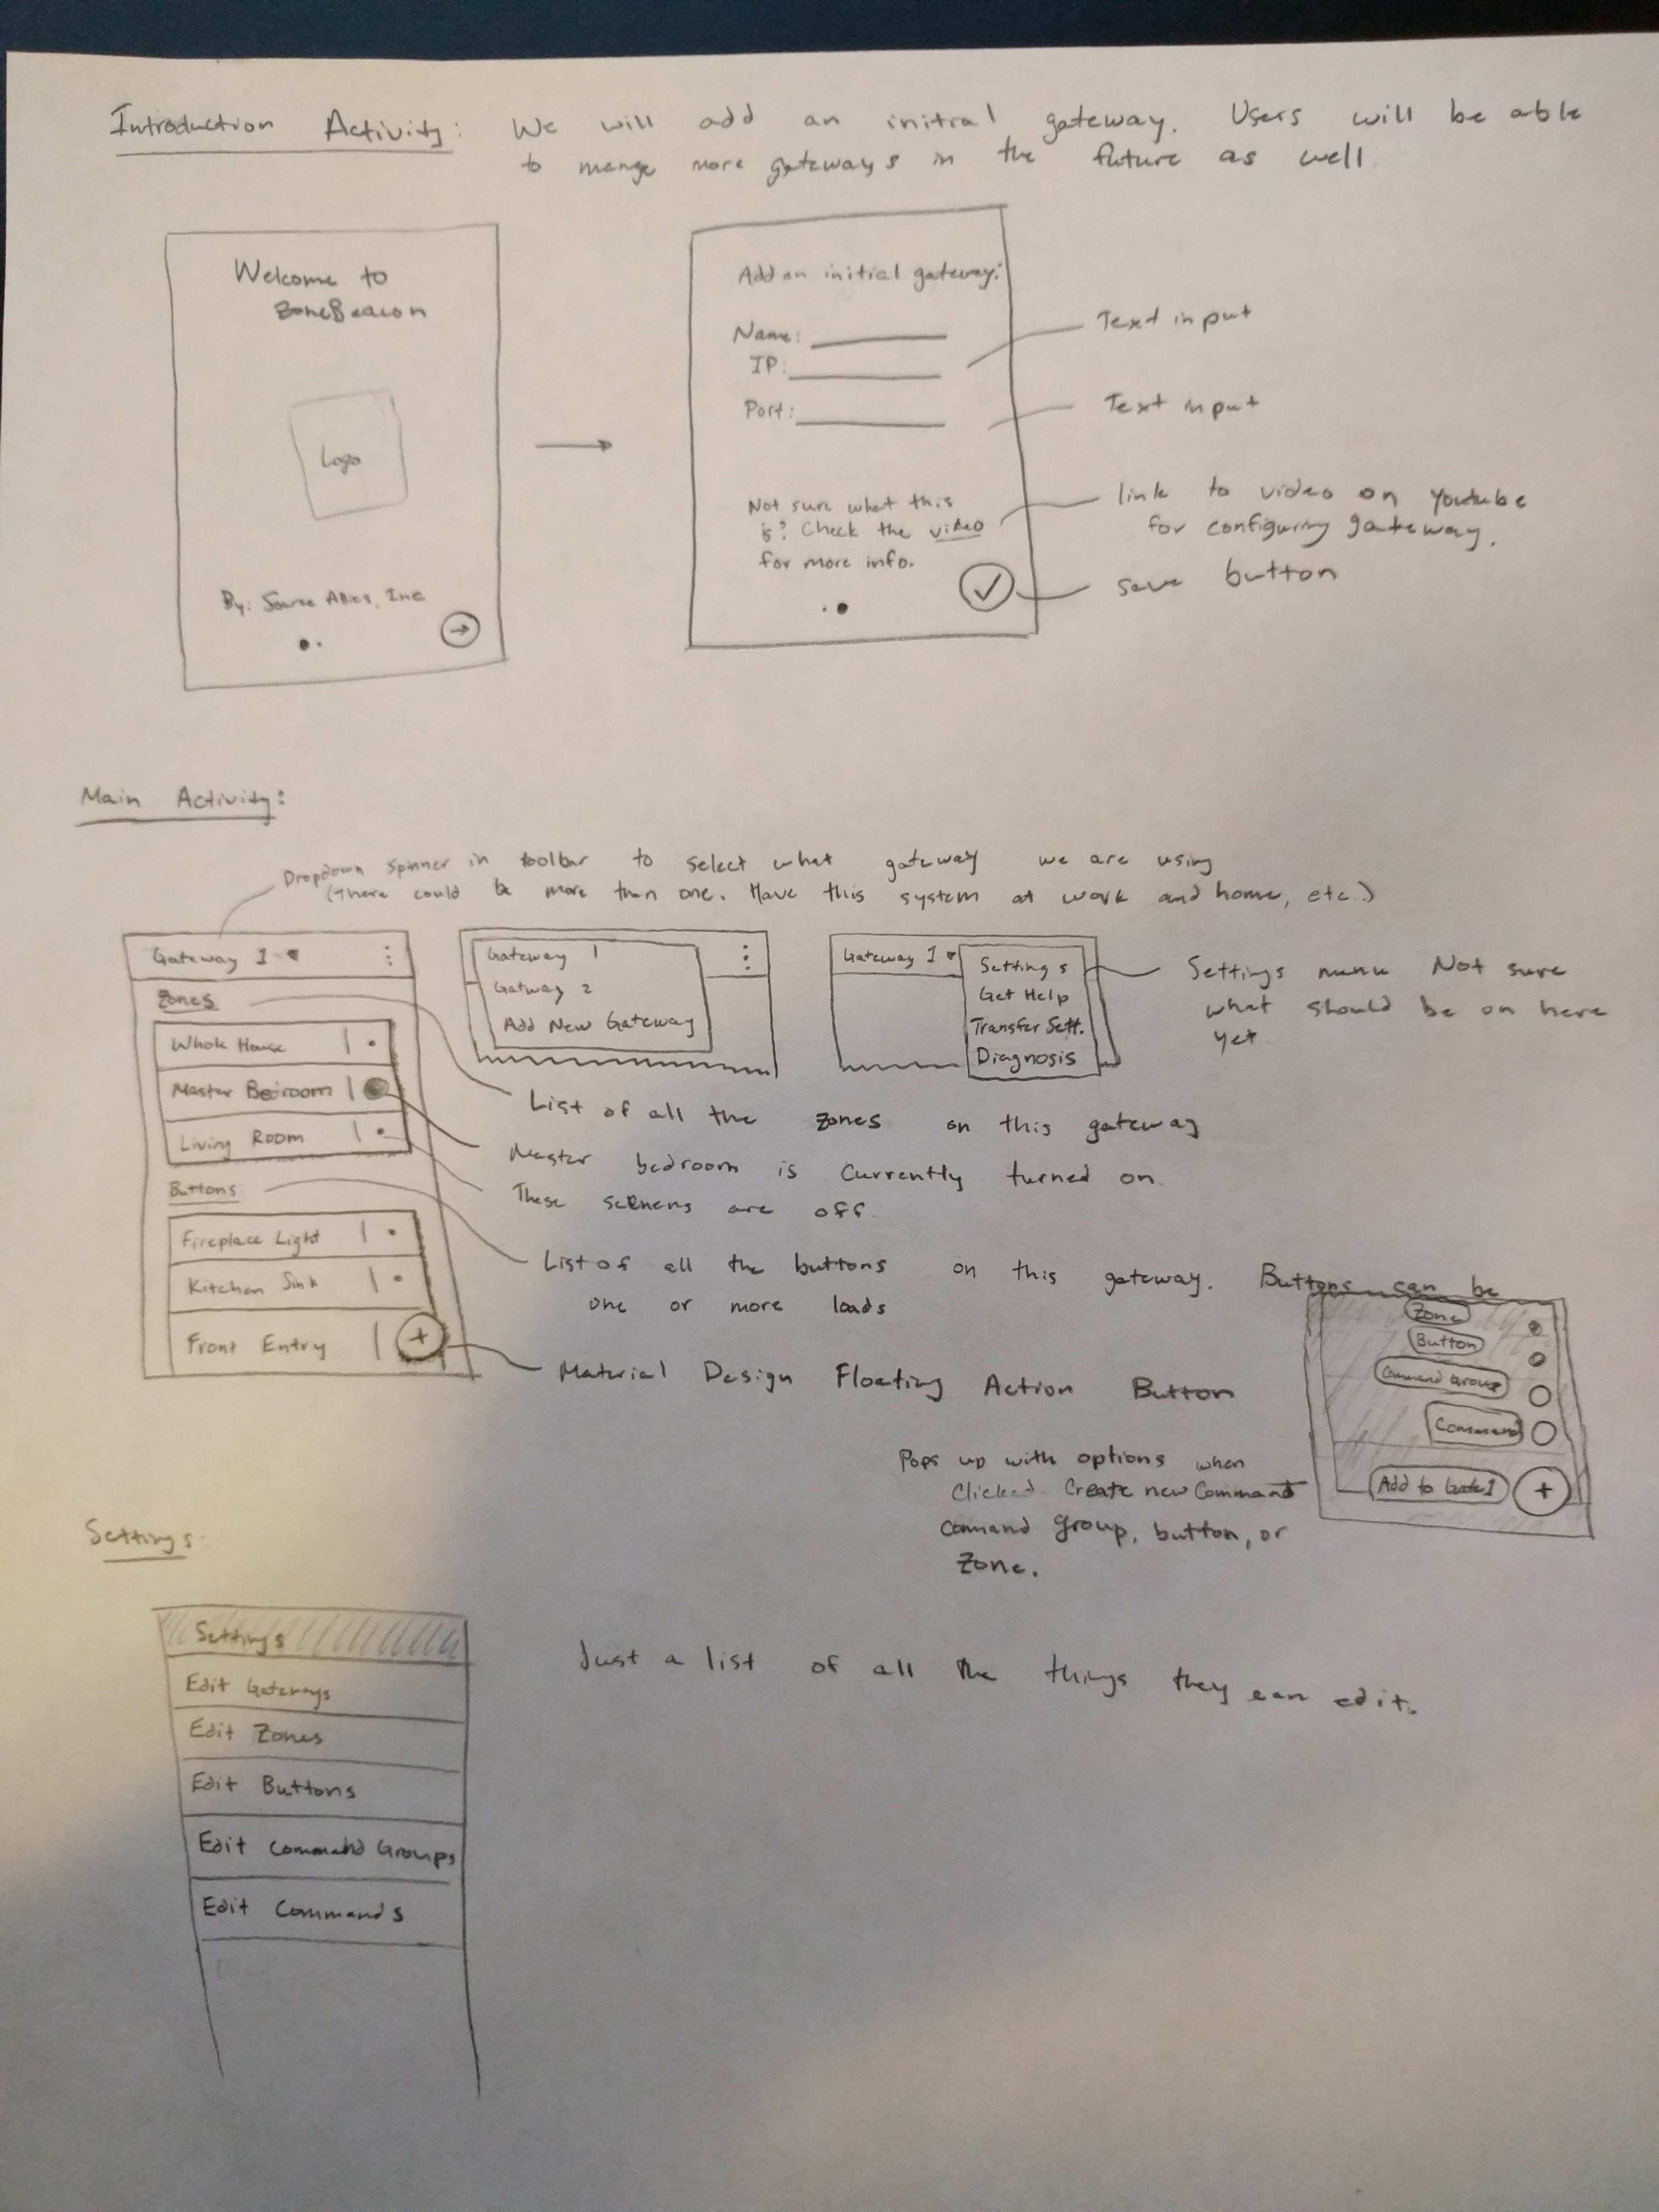 Introduction Activity: We will add an initial gateway. Users will be able
to mange more gateways in the future as well
Welcome to
ZoneBeacon
Logo
By: Source Allies, Inc
Add an initial gateway:
Name:
IP:
Port:
Not sure what this
is? Check the video
for more info.
Text input
Text input
link to video on Youtube
for configuring gateway.
save button
Main Activity:
Dropdown spinner in toolbar to select what gateway we are using
(There could be more than one. Have this system at work and home, etc.)
Gateway 1
Zones
Whole House
Master Bedroom
Living Room
Buttons
Fireplace Light
Kitchen Sink
Front Entry
+
Gateway 1
Gatway 2
Add New Gateway
Gateway 1
Settings
Get Help
Transfer Sett.
Diagnosis
Settings menu Not sure
what should be on here
yet
List of all the zones on this gateway
Master bedroom is currently turned on.
These are off.
List of all the buttons on this gateway. Buttons can be
one or more loads
Material Design Floating Action Button
Pops up with options when
clicked. Create new Command
command group, button, or
Zone.
Zone
Button
Command Group
Command
Add to Gate 1
+
Settings
Settings
Edit Gateways
Edit Zones
Edit Buttons
Edit Command Groups
Edit Commands
Just a list of all the things they can edit.